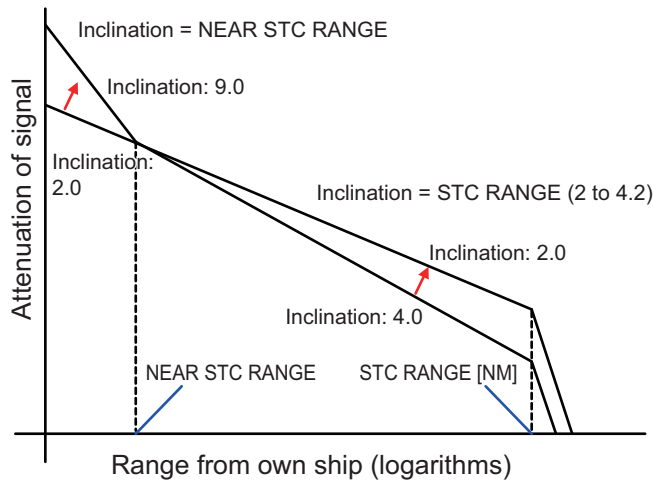 Inclination = NEAR STC RANGE
Inclination: 9.0
Attenuation of signal
Inclination:
2.0
Inclination = STC RANGE (2 to 4.2)
Inclination: 2.0
Inclination: 4.0
NEAR STC RANGE
STC RANGE [NM]
Range from own ship (logarithms)